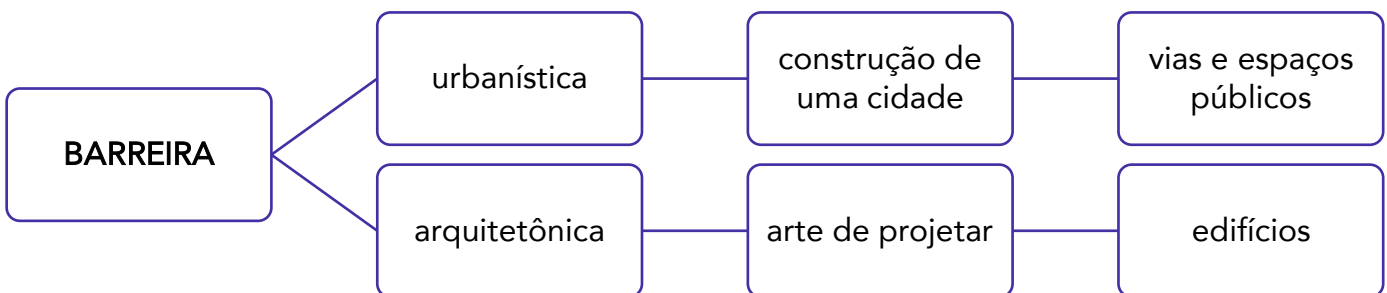 BARREIRA
urbanística
construção de
uma cidade
vias e espaços
públicos
arquitetônica
arte de projetar
edifícios